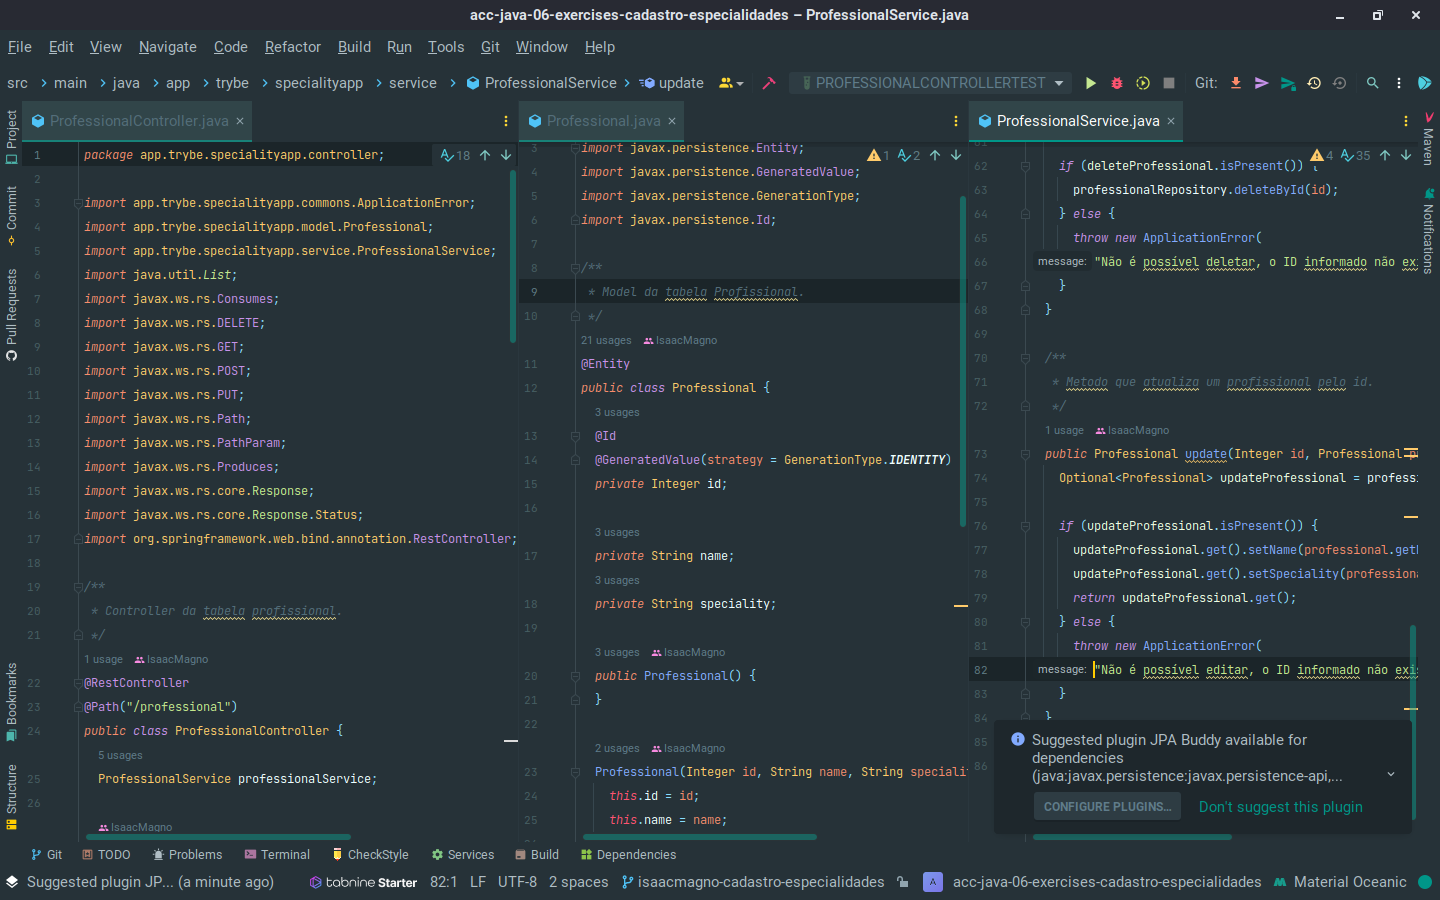 acc-java-06-exercises-cadastro-especialidades – ProfessionalService.java
File Edit View Navigate Code Refactor Build Run Tools Git Window Help
src main java app trybe specialityapp service ProfessionalService update PROFESSIONALCONTROLLERTEST Git:
Project
Commit
Pull Requests
Bookmarks
Structure
ProfessionalController.java
18
1 package app.trybe.specialityapp.controller;
2
3 import app.trybe.specialityapp.commons.ApplicationError;
4 import app.trybe.specialityapp.model.Professional;
5 import app.trybe.specialityapp.service.ProfessionalService;
6 import java.util.List;
7 import javax.ws.rs.Consumes;
8 import javax.ws.rs.DELETE;
9 import javax.ws.rs.GET;
10 import javax.ws.rs.POST;
11 import javax.ws.rs.PUT;
12 import javax.ws.rs.Path;
13 import javax.ws.rs.PathParam;
14 import javax.ws.rs.Produces;
15 import javax.ws.rs.core.Response;
16 import javax.ws.rs.core.Response.Status;
17 import org.springframework.web.bind.annotation.RestController;
18
19 /**
20 * Controller da tabela profissional.
21 */
1 usage IsaacMagno
22 @RestController
23 @Path("/professional")
24 public class ProfessionalController {
5 usages
25 ProfessionalService professionalService;
26
IsaacMagno
Professional.java
1 2
3 import javax.persistence.Entity;
4 import javax.persistence.GeneratedValue;
5 import javax.persistence.GenerationType;
6 import javax.persistence.Id;
7
8 /**
9 * Model da tabela Profissional.
10 */
21 usages IsaacMagno
11 @Entity
12 public class Professional {
3 usages
13 @Id
14 @GeneratedValue(strategy = GenerationType.IDENTITY)
15 private Integer id;
16
3 usages
17 private String name;
3 usages
18 private String speciality;
19
3 usages IsaacMagno
20 public Professional() {
21 }
22
2 usages IsaacMagno
23 Professional(Integer id, String name, String speciali
24 this.id = id;
25 this.name = name;
ProfessionalService.java
4 35
61
62 if (deleteProfessional.isPresent()) {
63 professionalRepository.deleteById(id);
64 } else {
65 throw new ApplicationError(
66 message: "Não é possível deletar, o ID informado não exi
67 }
68 }
69
70 /**
71 * Metodo que atualiza um profissional pelo id.
72 */
1 usage IsaacMagno
73 public Professional update(Integer id, Professional p
74 Optional<Professional> updateProfessional = professi
75
76 if (updateProfessional.isPresent()) {
77 updateProfessional.get().setName(professional.getN
78 updateProfessional.get().setSpeciality(professiona
79 return updateProfessional.get();
80 } else {
81 throw new ApplicationError(
82 message: "Não é possível editar, o ID informado não exis
83 }
84 }
85
86
Suggested plugin JPA Buddy available for
dependencies
(java:javax.persistence:javax.persistence-api,...
CONFIGURE PLUGINS... Don't suggest this plugin
Maven
Notifications
Git TODO Problems Terminal CheckStyle Services Build Dependencies
Suggested plugin JP... (a minute ago) tabnine Starter 82:1 LF UTF-8 2 spaces isaacmagno-cadastro-especialidades A acc-java-06-exercises-cadastro-especialidades Material Oceanic